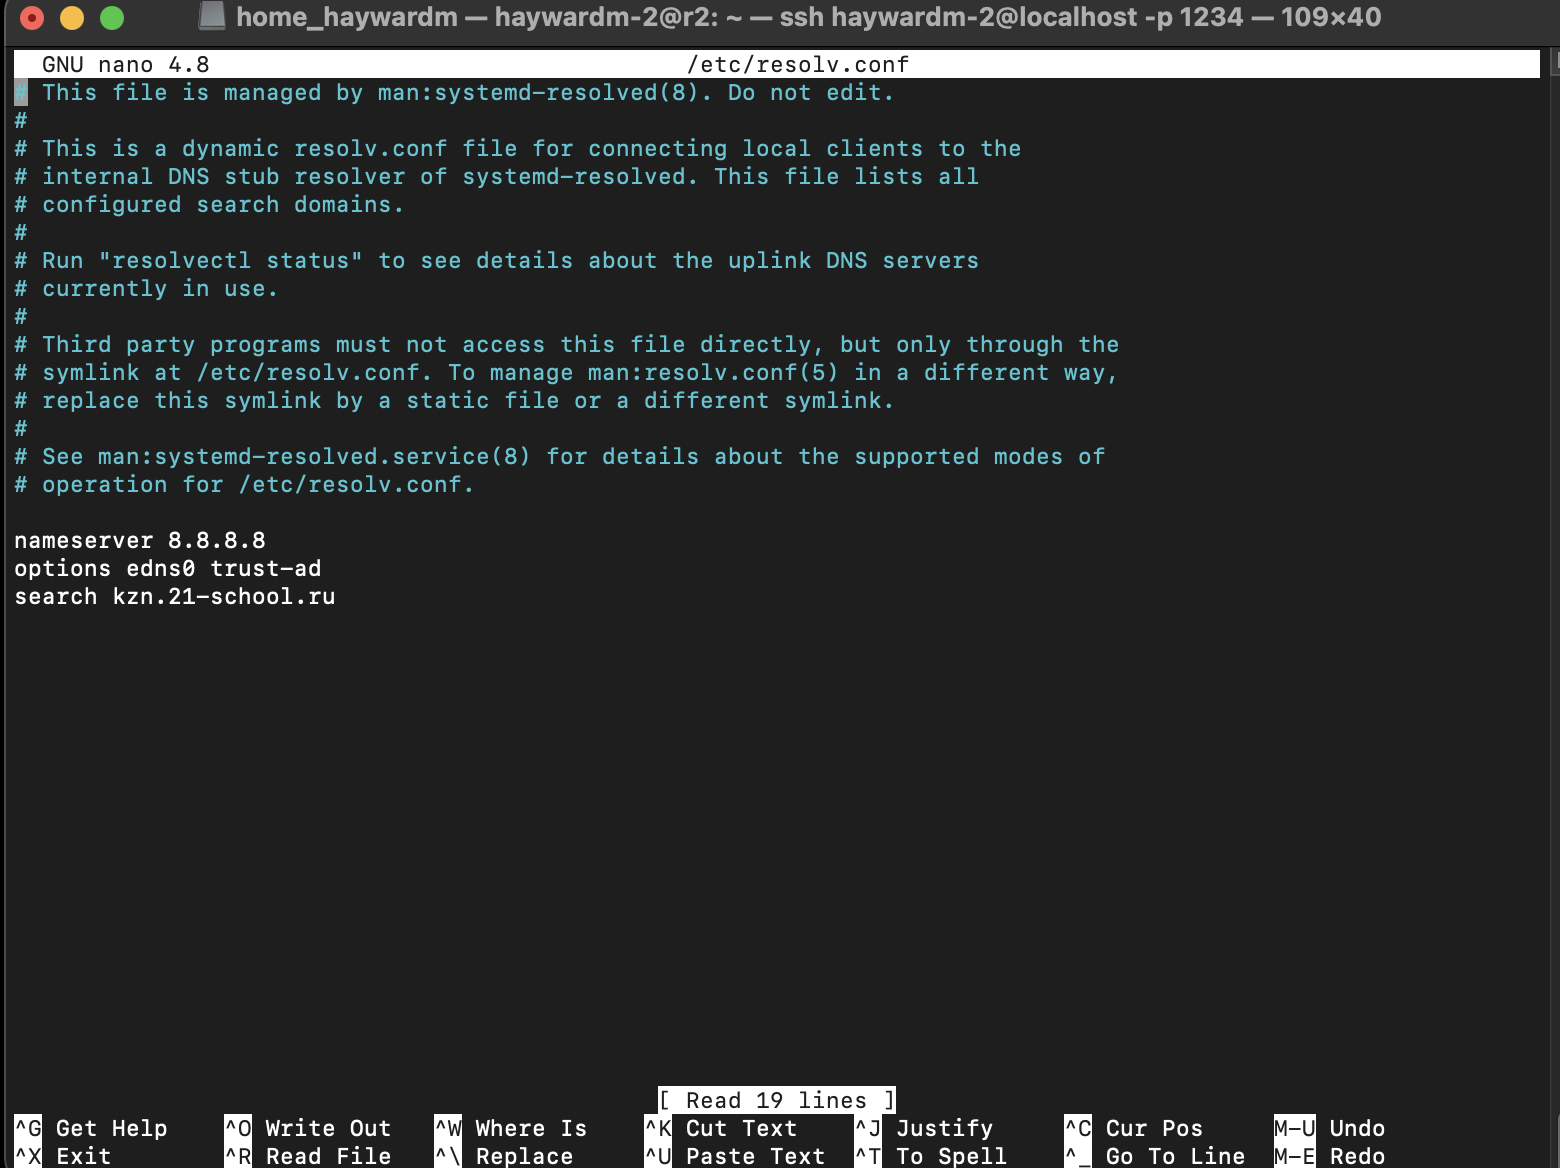 home_haywardm — haywardm-2@r2: ~ — ssh haywardm-2@localhost -p 1234 — 109×40
GNU nano 4.8 /etc/resolv.conf
# This file is managed by man:systemd-resolved(8). Do not edit.
#
# This is a dynamic resolv.conf file for connecting local clients to the
# internal DNS stub resolver of systemd-resolved. This file lists all
# configured search domains.
#
# Run "resolvectl status" to see details about the uplink DNS servers
# currently in use.
#
# Third party programs must not access this file directly, but only through the
# symlink at /etc/resolv.conf. To manage man:resolv.conf(5) in a different way,
# replace this symlink by a static file or a different symlink.
#
# See man:systemd-resolved.service(8) for details about the supported modes of
# operation for /etc/resolv.conf.
nameserver 8.8.8.8
options edns0 trust-ad
search kzn.21-school.ru
[ Read 19 lines ]
^G Get Help ^O Write Out ^W Where Is ^K Cut Text ^J Justify ^C Cur Pos M-U Undo
^X Exit ^R Read File ^\ Replace ^U Paste Text ^T To Spell ^_ Go To Line M-E Redo